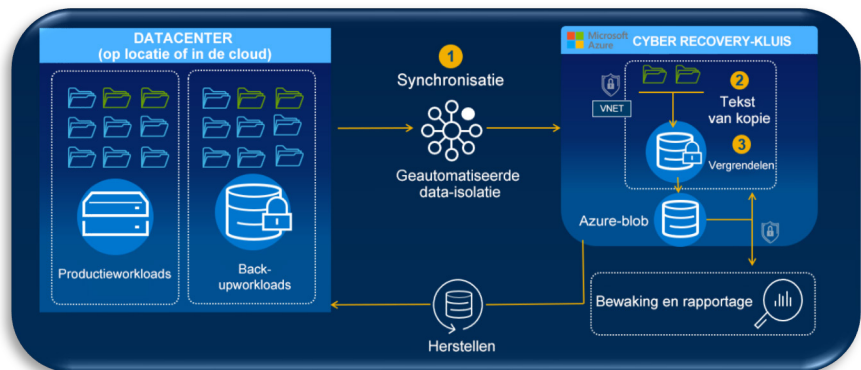 DATACENTER
(op locatie of in de cloud)
Productieworkloads
Back-
upworkloads
1
Synchronisatie
Geautomatiseerde
data-isolatie
Microsoft
Azure
CYBER RECOVERY-KLUIS
VNET
2
Tekst
van kopie
3
Vergrendelen
Azure-blob
Bewaking en rapportage
Herstellen